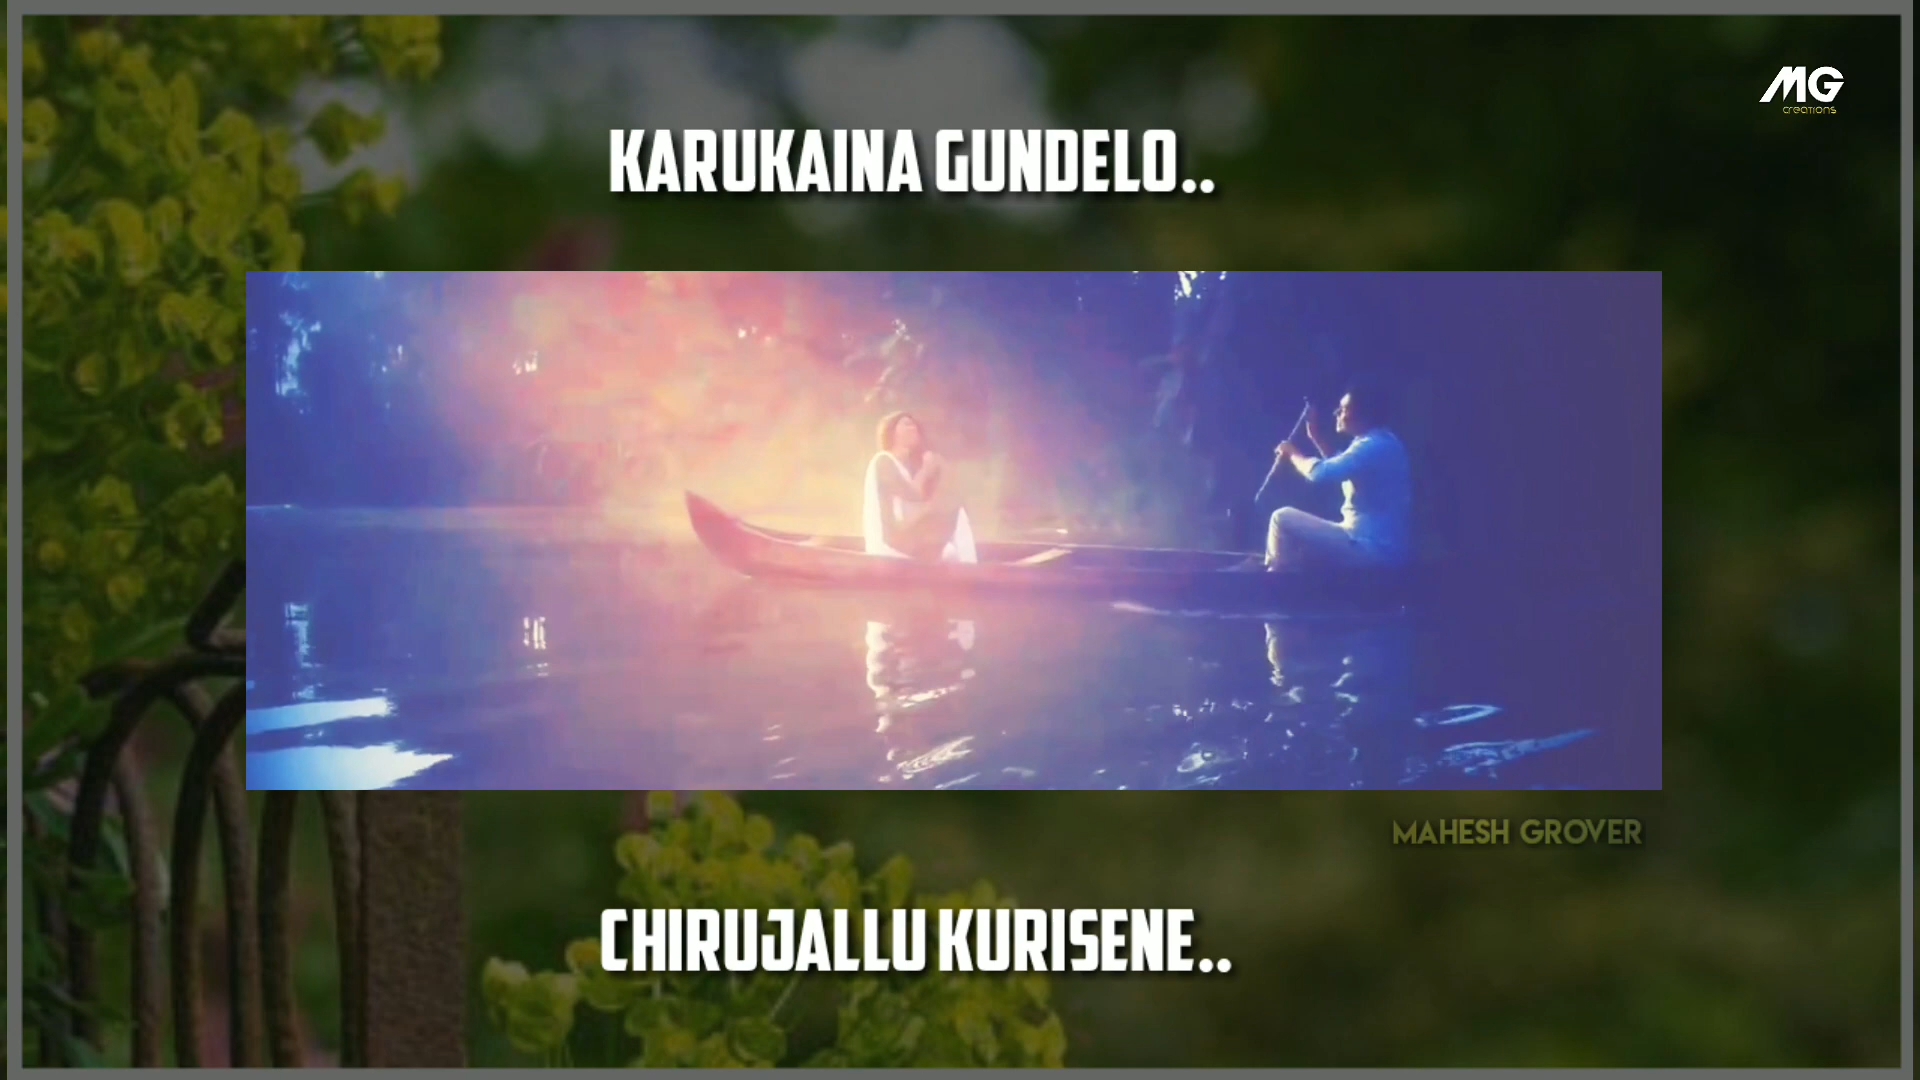 MG
creations
KARUKAINA GUNDELO..
MAHESH GROVER
CHIRUJALLU KURISENE..